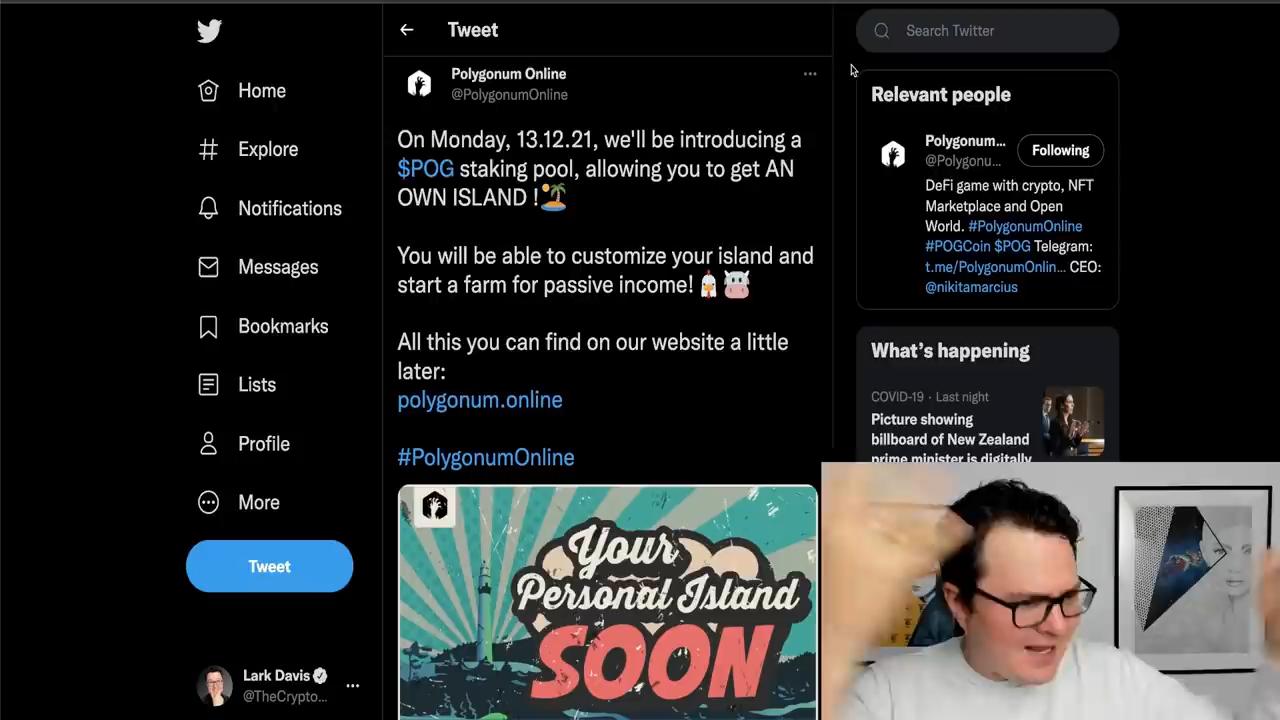 Home
Explore
Notifications
Messages
Bookmarks
Lists
Profile
More
Tweet
Lark Davis
@TheCrypto...
Tweet
Polygonum Online
@PolygonumOnline
On Monday, 13.12.21, we'll be introducing a
$POG staking pool, allowing you to get AN
OWN ISLAND !🏝
You will be able to customize your island and
start a farm for passive income! 🐔🐮
All this you can find on our website a little
later:
polygonum.online
#PolygonumOnline
Your
Personal Island
SOON
Search Twitter
Relevant people
Polygonum...
@Polygonu...
Following
DeFi game with crypto, NFT
Marketplace and Open
World. #PolygonumOnline
#POGCoin $POG Telegram:
t.me/PolygonumOnlin... CEO:
@nikitamarcius
What's happening
COVID-19 · Last night
Picture showing
billboard of New Zealand
prime minister is digitally